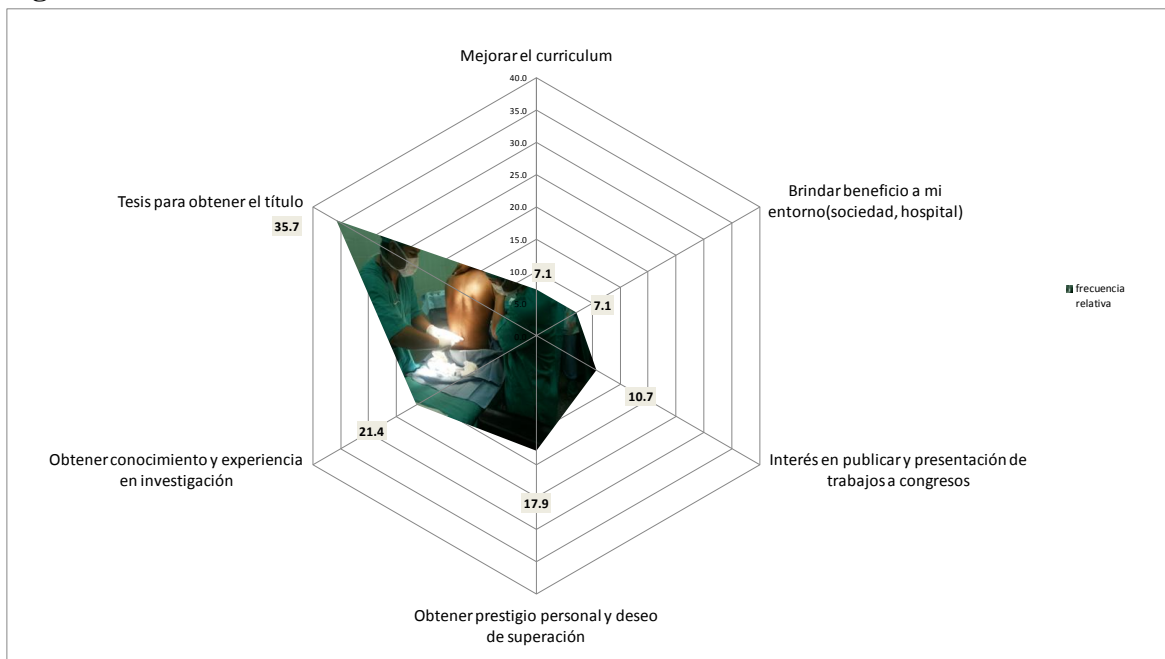 Mejorar el curriculum
40.0
35.0
30.0
25.0
20.0
15.0
10.0
5.0
7.1
Brindar beneficio a mi
entorno(sociedad, hospital)
7.1
Tesis para obtener el título
35.7
frecuencia
relativa
10.7
21.4
Obtener conocimiento y experiencia
en investigación
Interés en publicar y presentación de
trabajos a congresos
17.9
Obtener prestigio personal y deseo
de superación